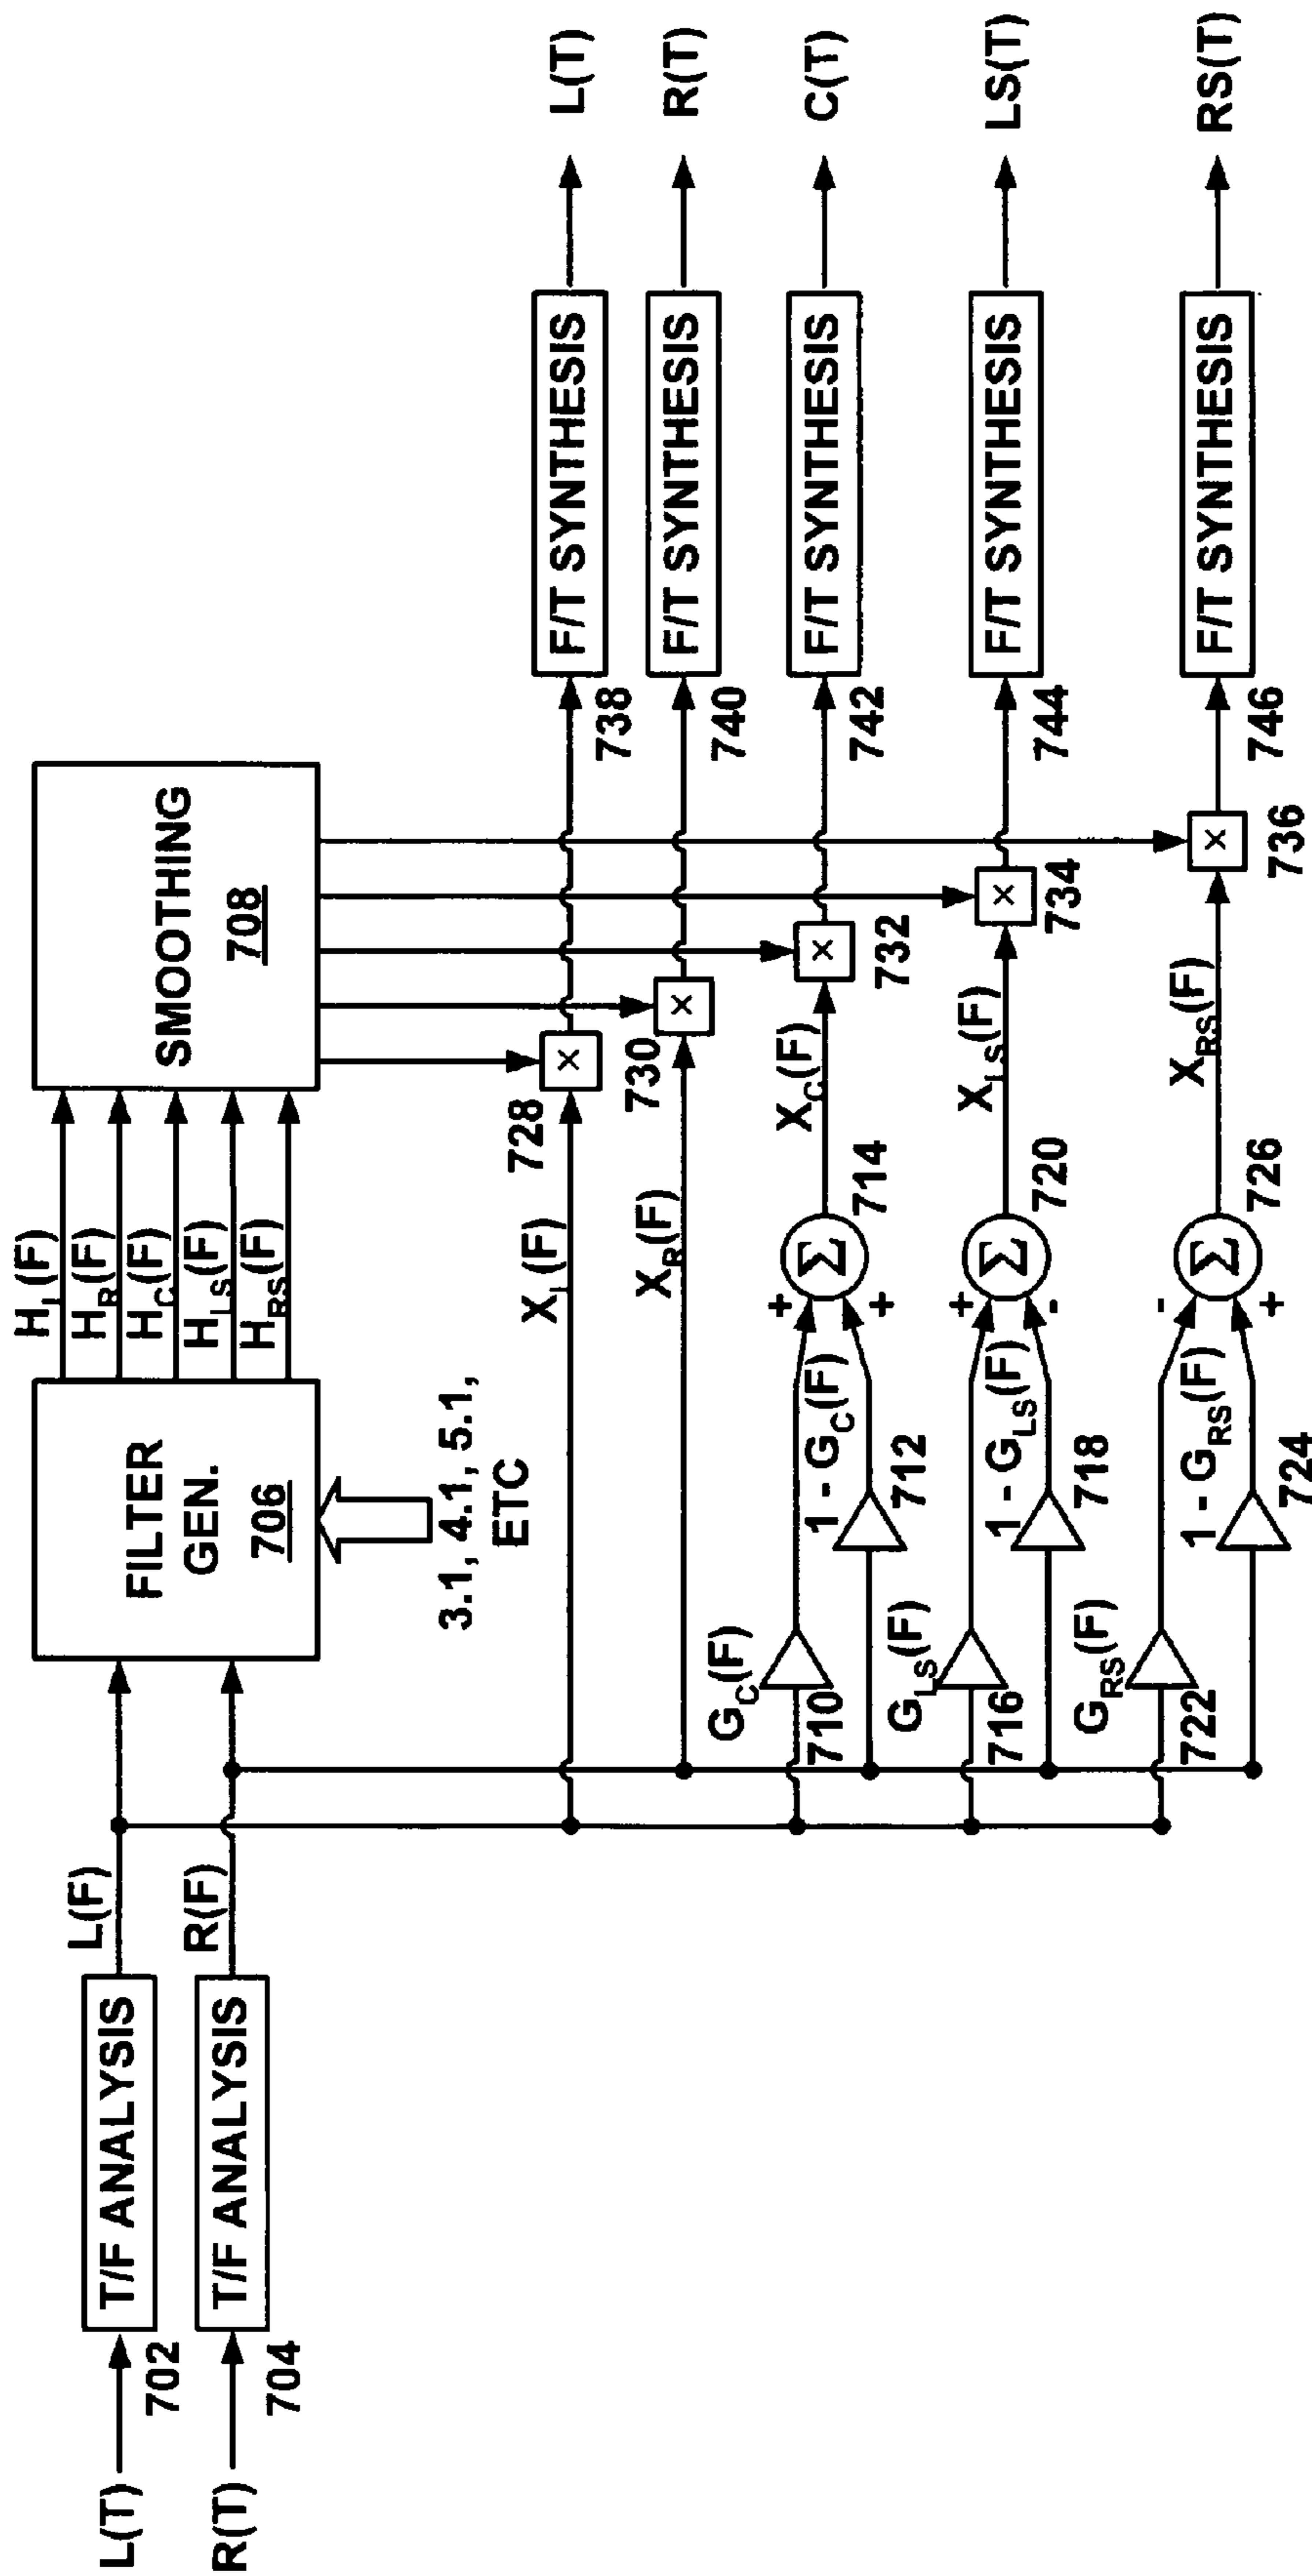 L(T)
702
T/F ANALYSIS
L(F)
R(T)
704
T/F ANALYSIS
R(F)
FILTER
GEN.
706
3.1, 4.1, 5.1,
ETC
H_L(F)
H_R(F)
H_C(F)
H_LS(F)
H_RS(F)
SMOOTHING
708
X_L(F)
728
×
738
F/T SYNTHESIS
L(T)
X_R(F)
730
×
740
F/T SYNTHESIS
R(T)
G_C(F)
710
1 - G_C(F)
712
+
+
Σ
714
X_C(F)
×
732
742
F/T SYNTHESIS
C(T)
G_LS(F)
716
1 - G_LS(F)
718
+
-
Σ
720
X_LS(F)
×
734
744
F/T SYNTHESIS
LS(T)
G_RS(F)
722
1 - G_RS(F)
724
-
+
Σ
726
X_RS(F)
×
736
746
F/T SYNTHESIS
RS(T)